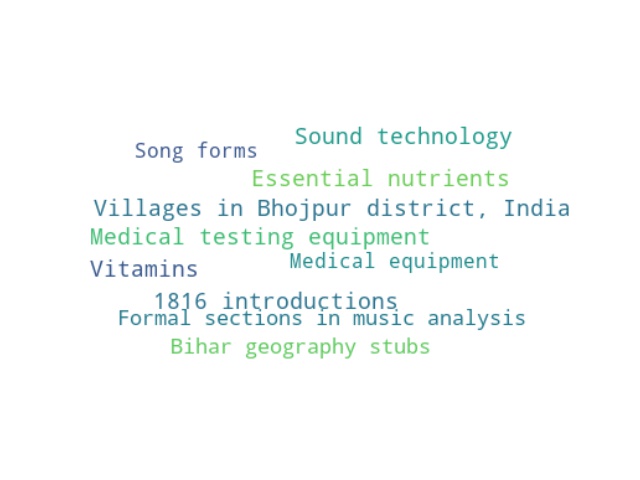 Sound technology
Song forms
Essential nutrients
Villages in Bhojpur district, India
Medical testing equipment
Medical equipment
Vitamins
1816 introductions
Formal sections in music analysis
Bihar geography stubs